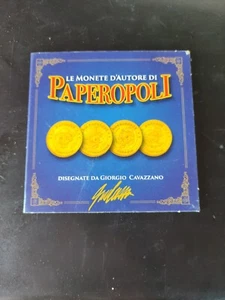 LE MONETE D'AUTORE DI
PAPEROPOLI
DISEGNATE DA GIORGIO CAVAZZANO